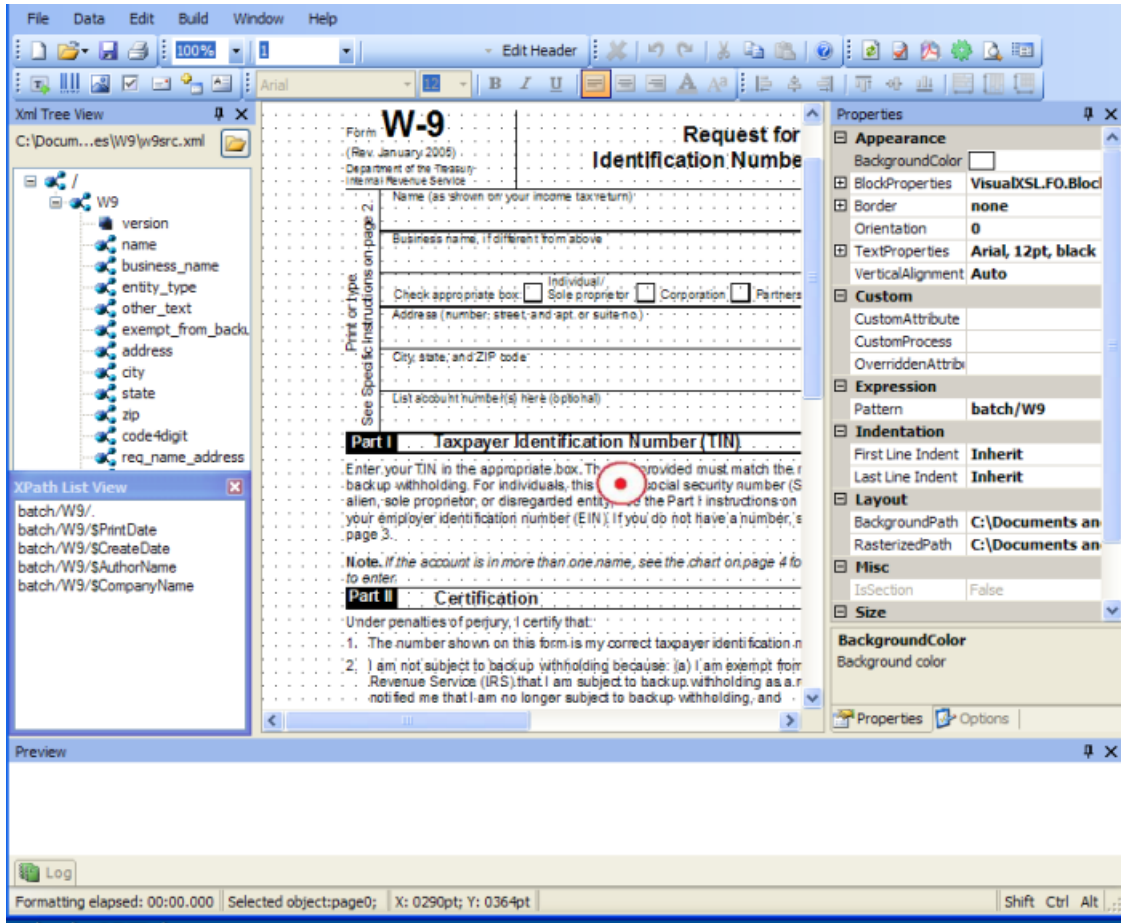 File Data Edit Build Window Help
100% 1 Edit Header
Arial 12 B I U A A
Xml Tree View
C:\Docum...es\W9\w9src.xml
/
W9
version
name
business_name
entity_type
other_text
exempt_from_backu
address
city
state
zip
code4digit
req_name_address
XPath List View
batch/W9/.
batch/W9/$PrintDate
batch/W9/$CreateDate
batch/W9/$AuthorName
batch/W9/$CompanyName
Form W-9
(Rev. January 2005)
Department of the Treasury
Internal Revenue Service
Request for
Identification Numbe
Print or type.
See Specific Instructions on page 2.
Name (as shown on your income tax return)
Business name, if different from above
Check appropriate box: Individual/ Sole proprietor Corporation Partners
Address (number, street, and apt. or suite no.)
City, state, and ZIP code
List account number(s) here (optional)
Part I Taxpayer Identification Number (TIN)
Enter your TIN in the appropriate box. Th provided must match the r
backup withholding. For individuals, this ocial security number (S
alien, sole proprietor, or disregarded entity, the Part I instructions on
your employer identification number (EIN). If you do not have a number, s
page 3.
Note. If the account is in more than one name, see the chart on page 4 fo
to enter.
Part II Certification
Under penalties of perjury, I certify that:
1. The number shown on this form is my correct taxpayer identification n
2. I am not subject to backup withholding because: (a) I am exempt from
Revenue Service (IRS) that I am subject to backup withholding as a r
notified me that I am no longer subject to backup withholding, and
Properties
Appearance
BackgroundColor
BlockProperties VisualXSL.FO.Bloc
Border none
Orientation 0
TextProperties Arial, 12pt, black
VerticalAlignment Auto
Custom
CustomAttribute
CustomProcess
OverriddenAttribu
Expression
Pattern batch/W9
Indentation
First Line Indent Inherit
Last Line Indent Inherit
Layout
BackgroundPath C:\Documents an
RasterizedPath C:\Documents an
Misc
IsSection False
Size
BackgroundColor
Background color
Properties Options
Preview
Log
Formatting elapsed: 00:00.000 Selected object:page0; X: 0290pt; Y: 0364pt Shift Ctrl Alt